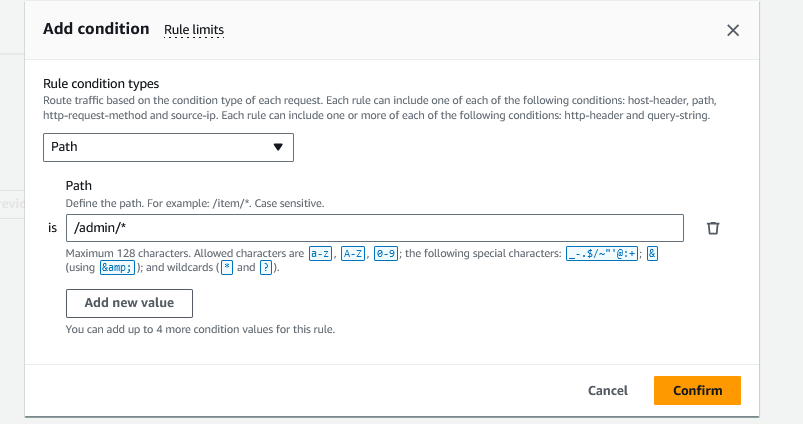 Add condition Rule limits
Rule condition types
Route traffic based on the condition type of each request. Each rule can include one of each of the following conditions: host-header, path,
http-request-method and source-ip. Each rule can include one or more of each of the following conditions: http-header and query-string.
Path
Path
Define the path. For example: /item/*. Case sensitive.
is /admin/*
Maximum 128 characters. Allowed characters are a-z, A-Z, 0-9; the following special characters: _-.$/~"'@:+; &
(using &amp;); and wildcards (* and ?).
Add new value
You can add up to 4 more condition values for this rule.
Cancel Confirm